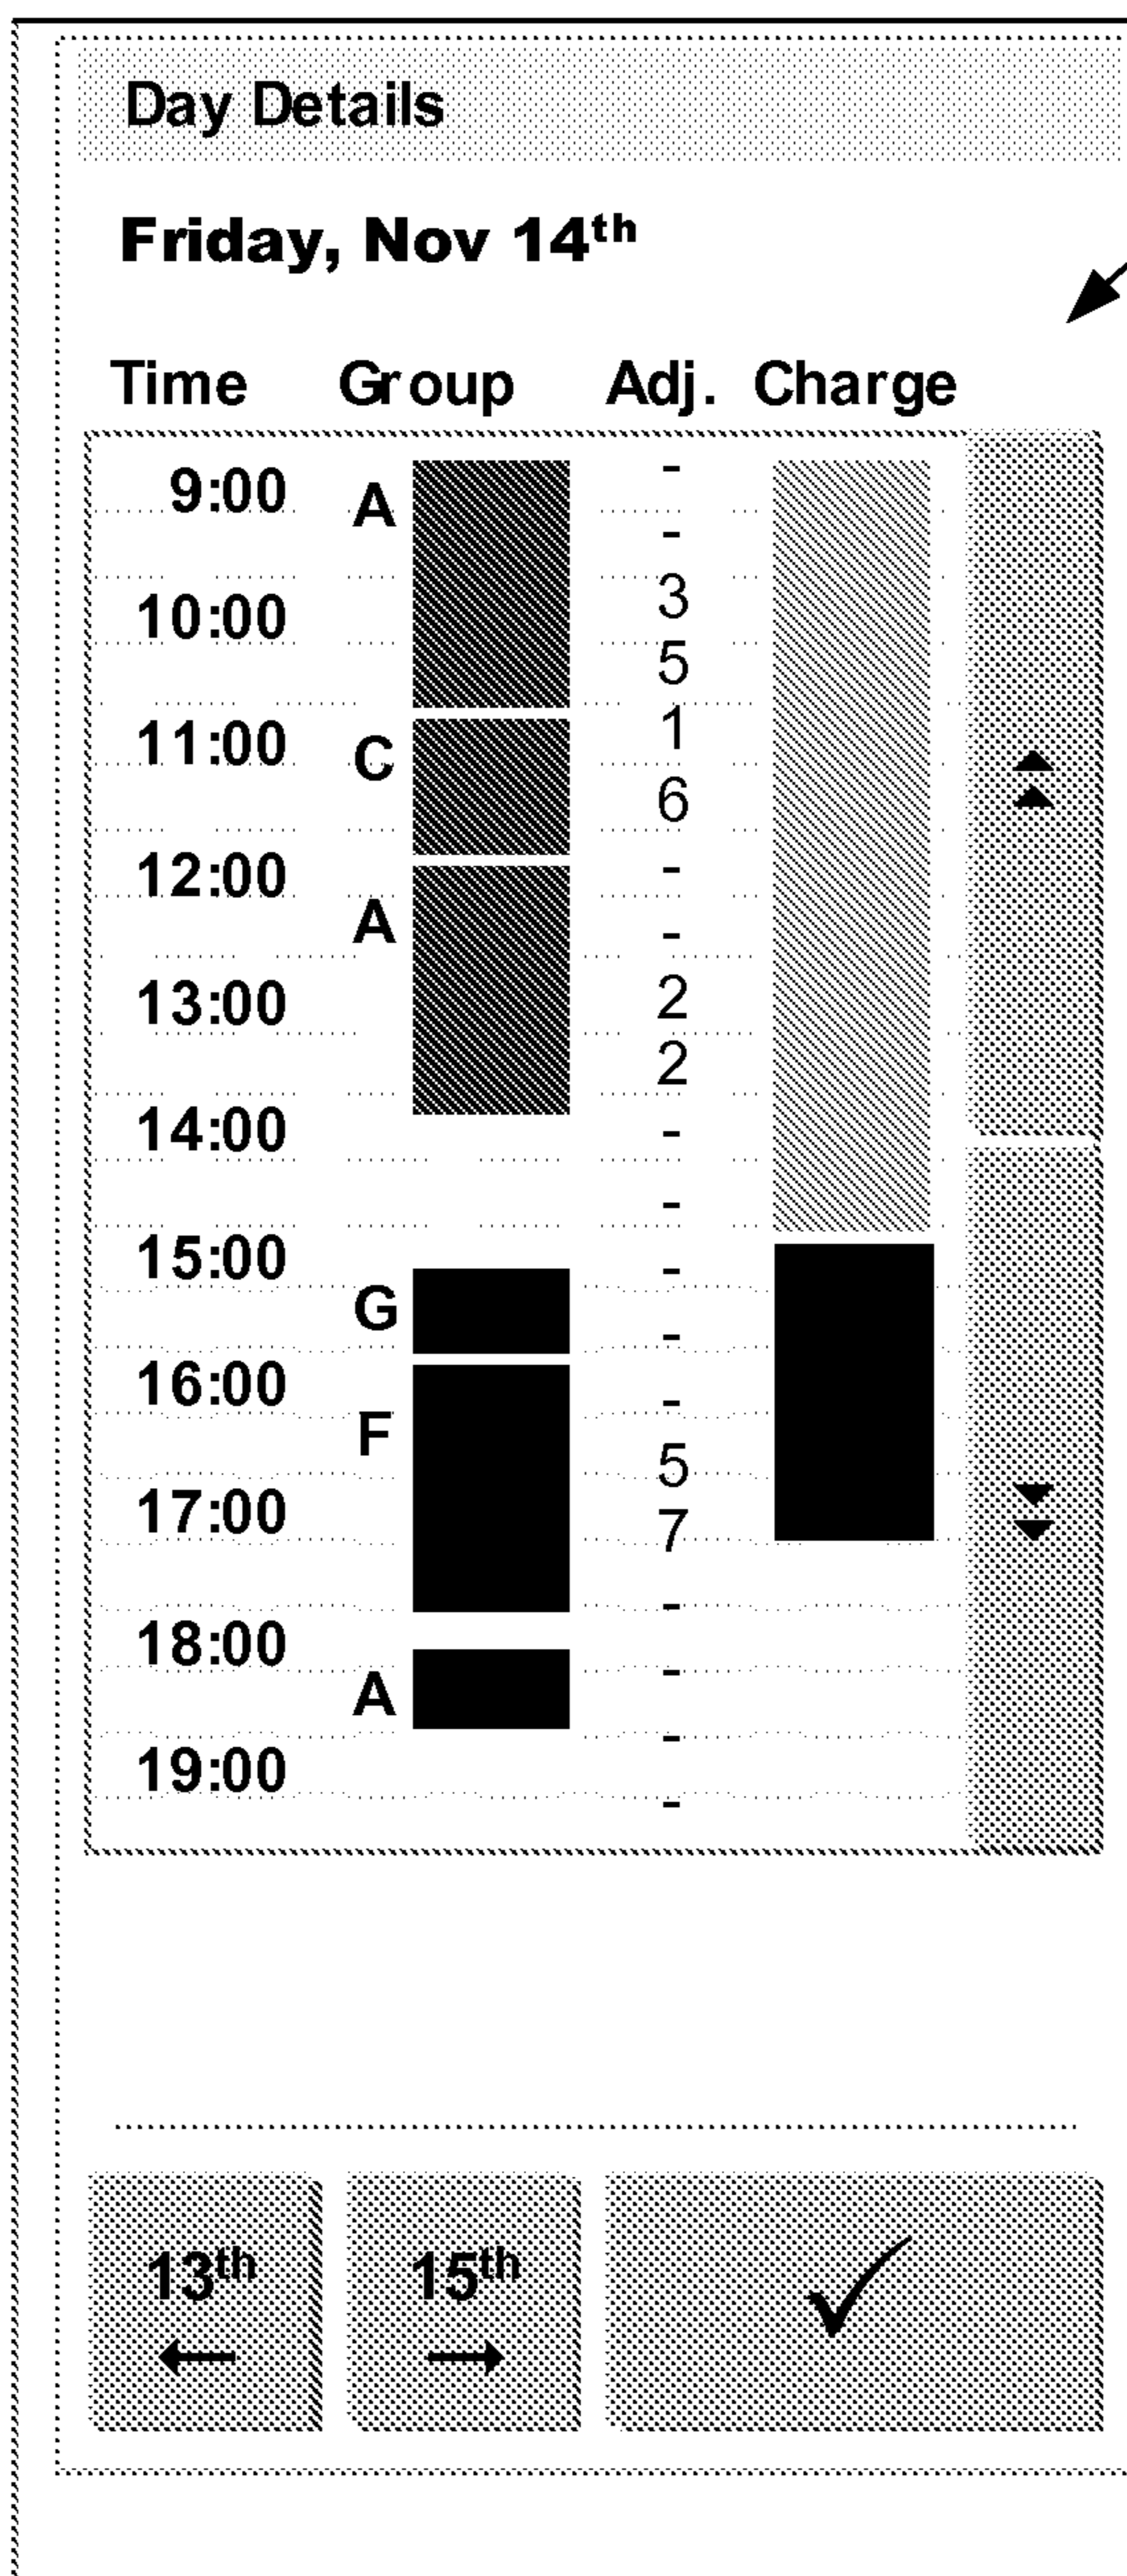 Day Details
Friday, Nov 14th
Time Group Adj. Charge
9:00 A -
-
10:00 3
5
11:00 C 1
6
12:00 -
A -
13:00 2
2
14:00 -
-
15:00 -
G -
16:00 -
F 5
17:00 7
-
18:00 -
A -
19:00 -
13th 15th